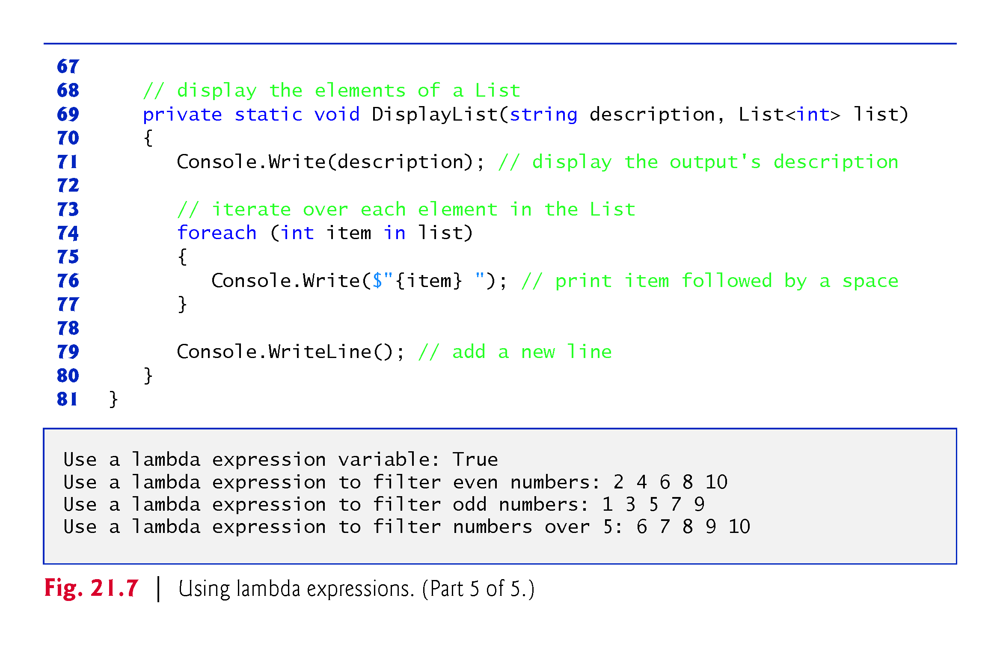 67
68 // display the elements of a List
69 private static void DisplayList(string description, List<int> list)
70 {
71 Console.Write(description); // display the output's description
72
73 // iterate over each element in the List
74 foreach (int item in list)
75 {
76 Console.Write($"{item} "); // print item followed by a space
77 }
78
79 Console.WriteLine(); // add a new line
80 }
81 }
Use a lambda expression variable: True
Use a lambda expression to filter even numbers: 2 4 6 8 10
Use a lambda expression to filter odd numbers: 1 3 5 7 9
Use a lambda expression to filter numbers over 5: 6 7 8 9 10
Fig. 21.7 | Using lambda expressions. (Part 5 of 5.)